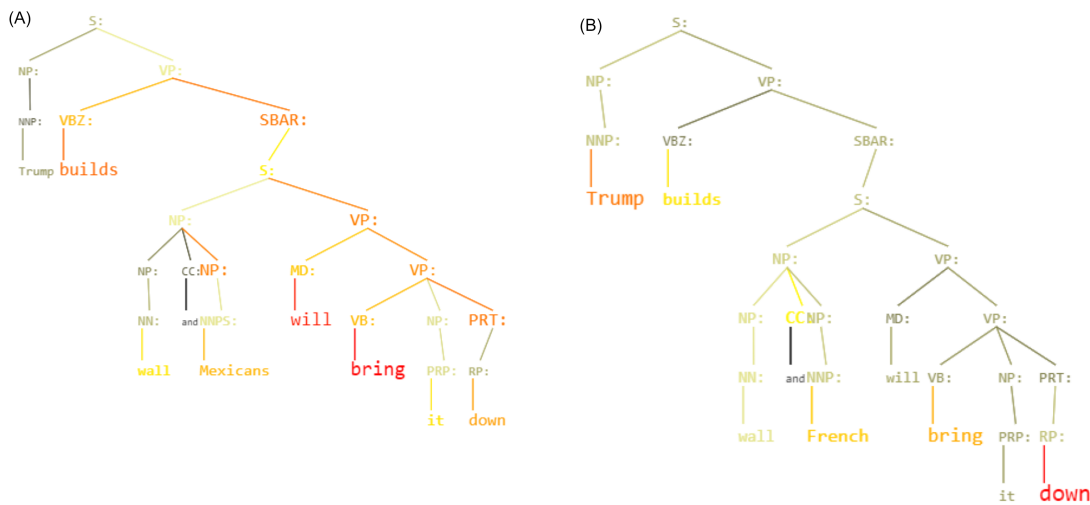 (A)
S:
NP: VP:
NNP: VBZ: SBAR:
Trump builds S:
NP: VP:
NP: CC: NP: MD: VP:
NN: and NNPS: will VB: NP: PRT:
wall Mexicans bring PRP: RP:
it down
(B)
S:
NP: VP:
NNP: VBZ: SBAR:
Trump builds S:
NP: VP:
NP: CC NP: MD: VP:
NN: and NNP: will VB: NP: PRT:
wall French bring PRP: RP:
it down